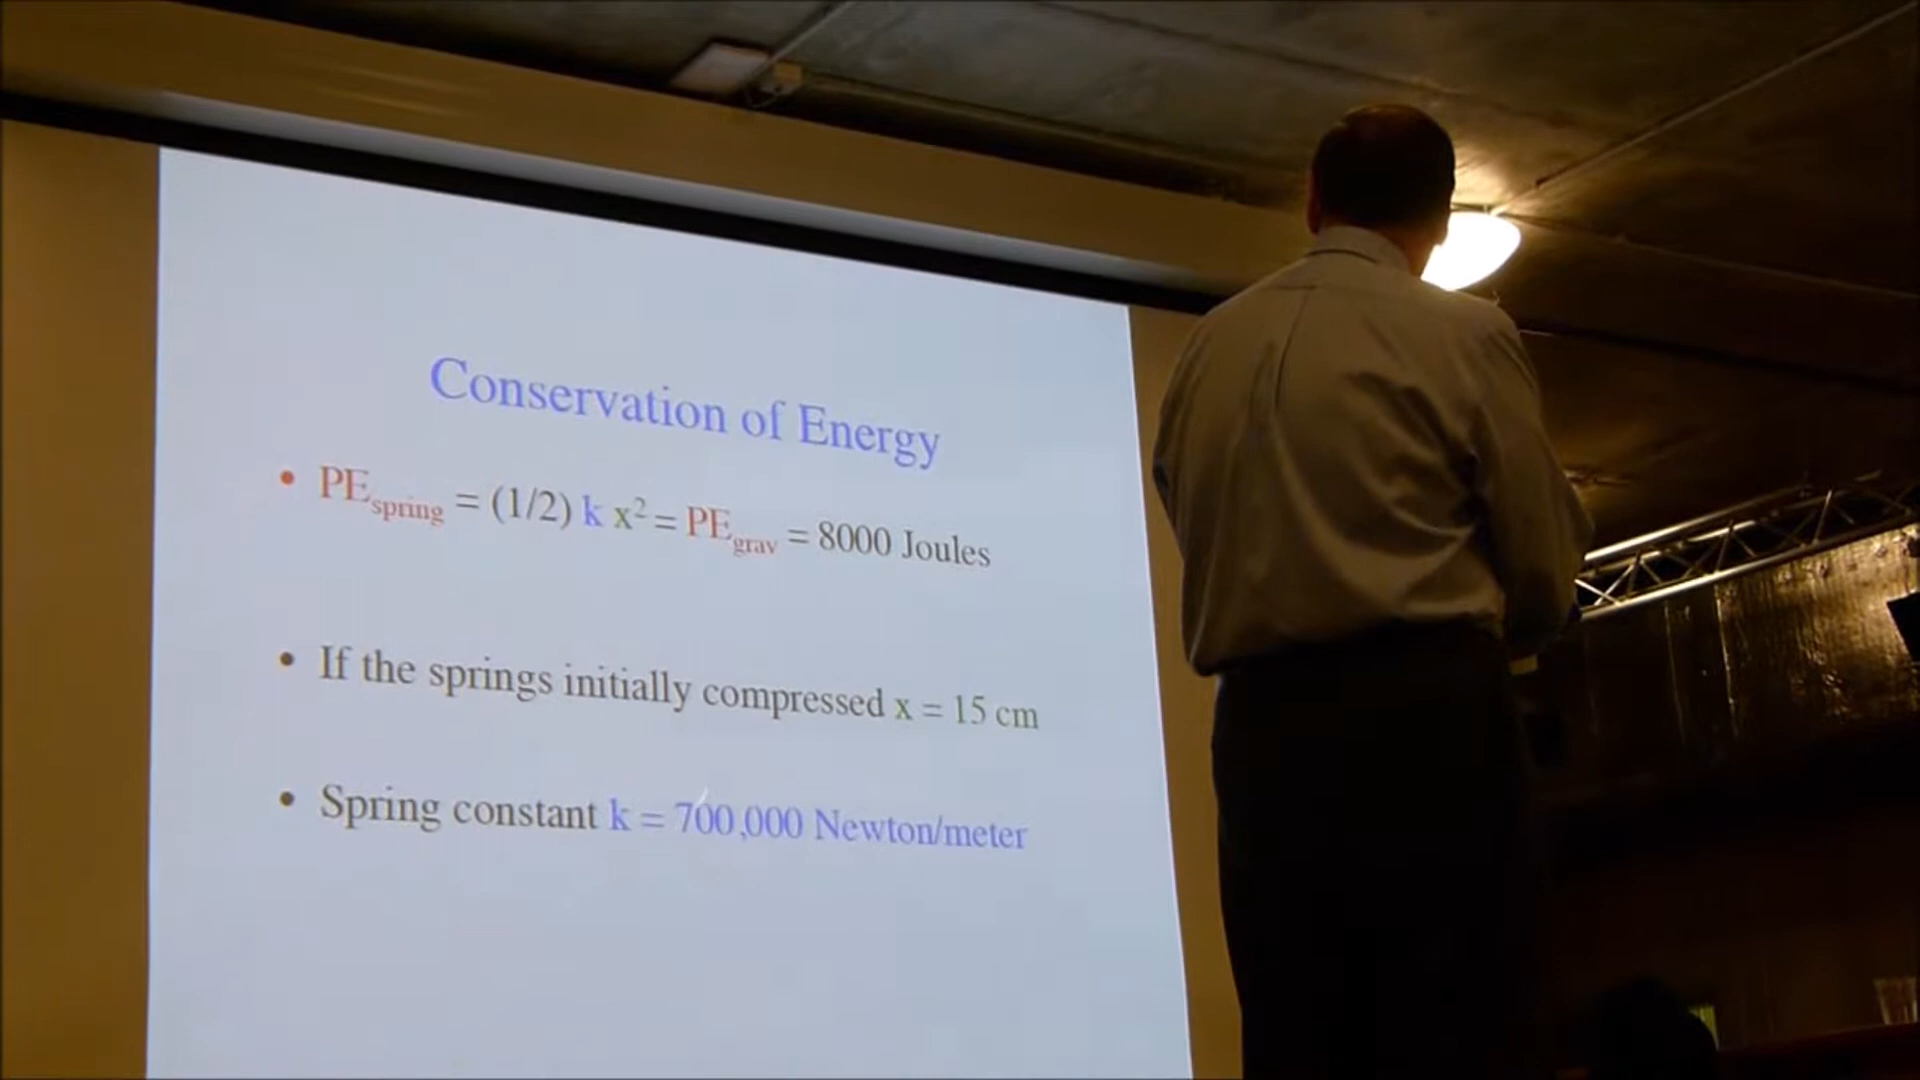 Conservation of Energy
• PEspring = (1/2) k x² = PEgrav = 8000 Joules
• If the springs initially compressed x = 15 cm
• Spring constant k = 700,000 Newton/meter